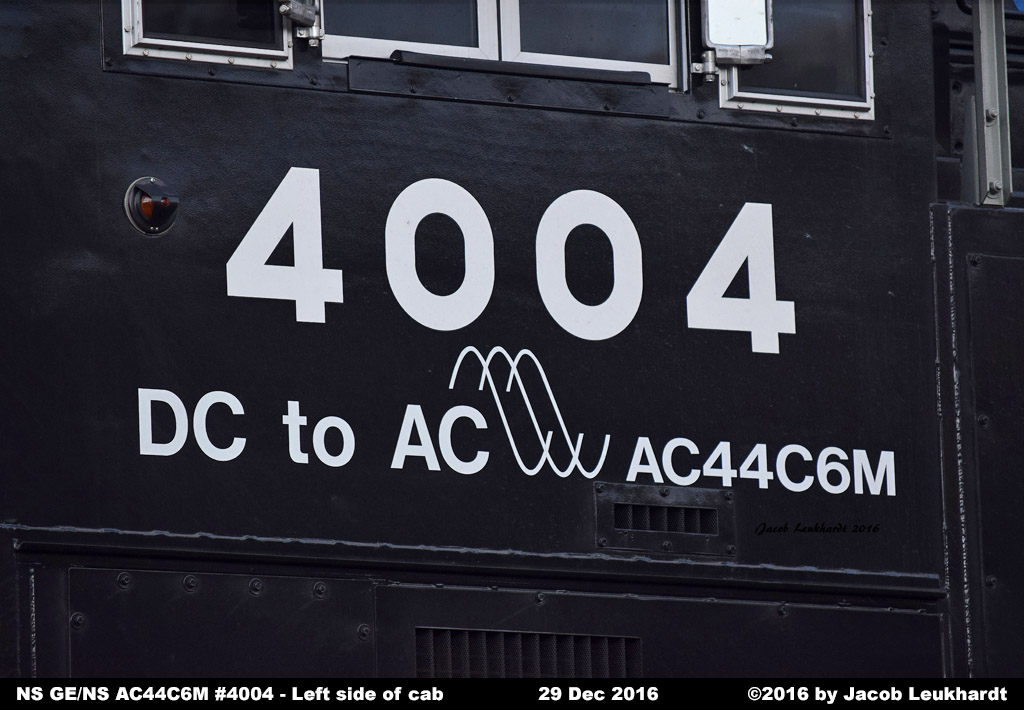 4004
DC to AC AC44C6M
Jacob Leukhardt 2016
NS GE/NS AC44C6M #4004 - Left side of cab 29 Dec 2016 ©2016 by Jacob Leukhardt